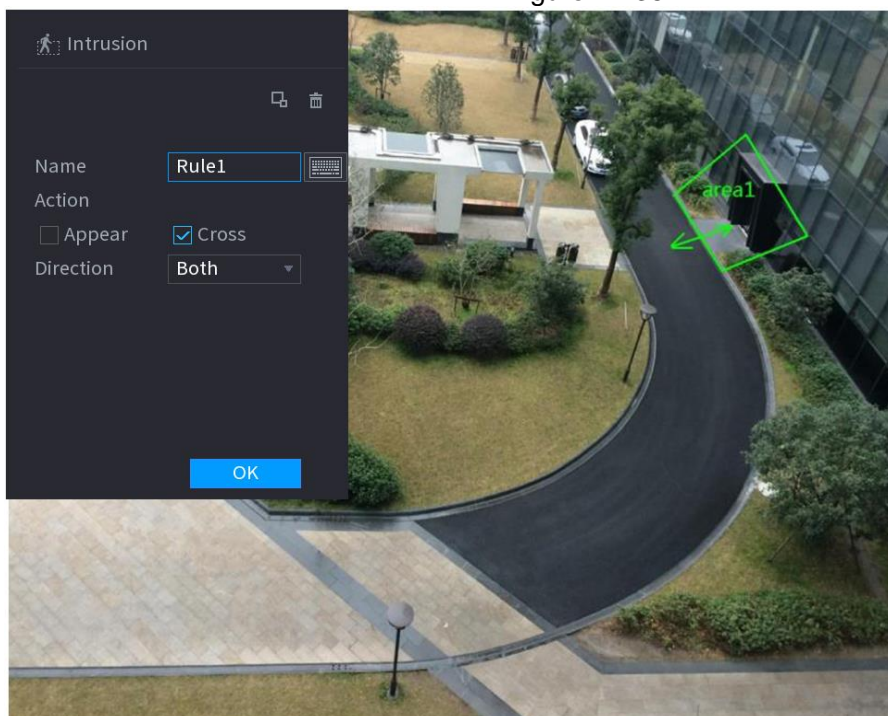 Intrusion
Name Rule1
Action
Appear Cross
Direction Both
OK
area1